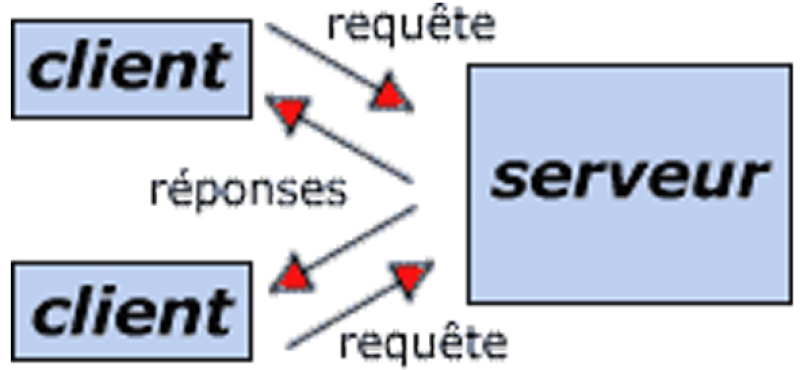 requête
client
serveur
réponses
client
requête